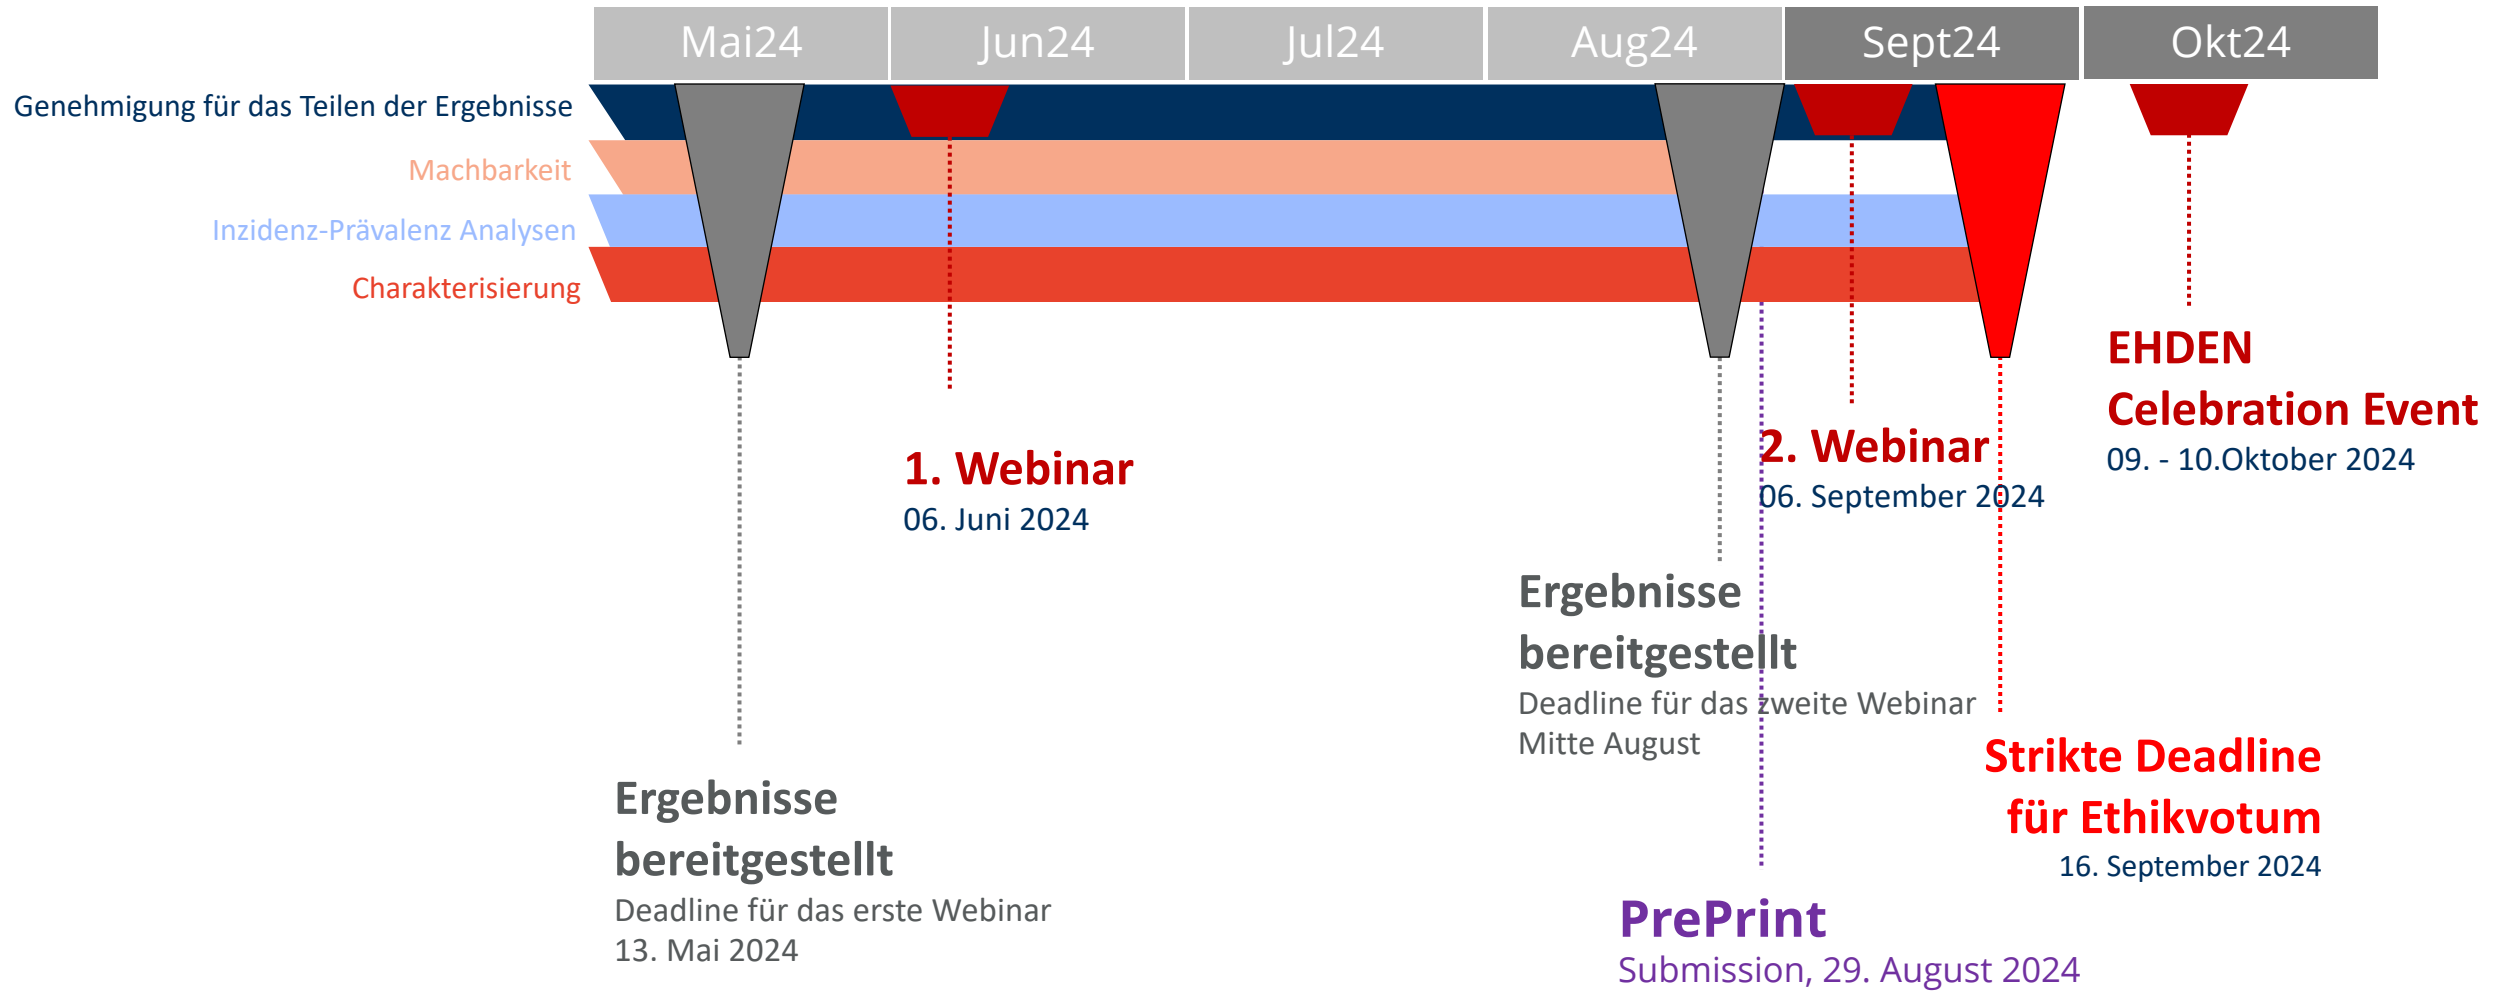 Mai24
Jun24
Jul24
Aug24
Sept24
Okt24
Genehmigung für das Teilen der Ergebnisse
Machbarkeit
Inzidenz-Prävalenz Analysen
Charakterisierung
1. Webinar
06. Juni 2024
2. Webinar
06. September 2024
EHDEN
Celebration Event
09. - 10.Oktober 2024
Ergebnisse
bereitgestellt
Deadline für das zweite Webinar
Mitte August
Ergebnisse
bereitgestellt
Deadline für das erste Webinar
13. Mai 2024
Strikte Deadline
für Ethikvotum
16. September 2024
PrePrint
Submission, 29. August 2024